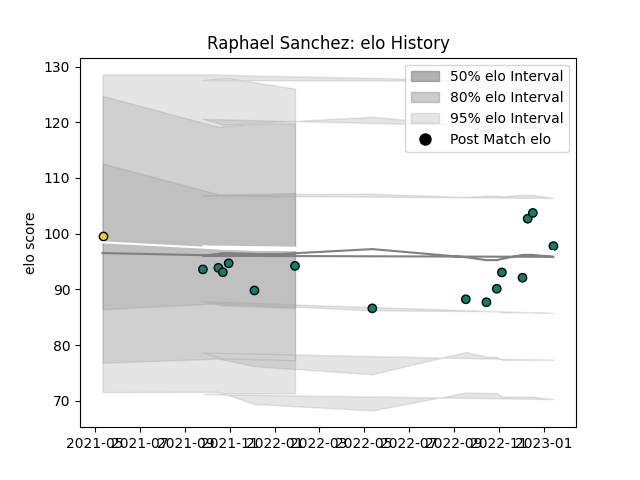 Raphael Sanchez: elo History
130
120
110
100
90
80
70
elo score
50% elo Interval
80% elo Interval
95% elo Interval
Post Match elo
2021-05 2021-07 2021-09 2021-11 2022-01 2022-03 2022-05 2022-07 2022-09 2022-11 2023-01